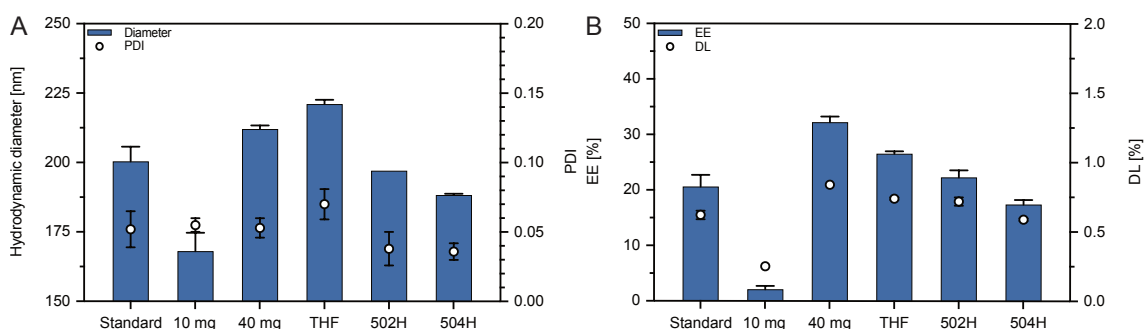 A
Diameter
PDI
Hydrodynamic diameter [nm]
250
225
200
175
150
0.20
0.15
0.10
0.05
0.00
PDI
Standard 10 mg 40 mg THF 502H 504H
B
EE
DL
EE [%]
50
40
30
20
10
0
2.0
1.5
1.0
0.5
0.0
DL [%]
Standard 10 mg 40 mg THF 502H 504H